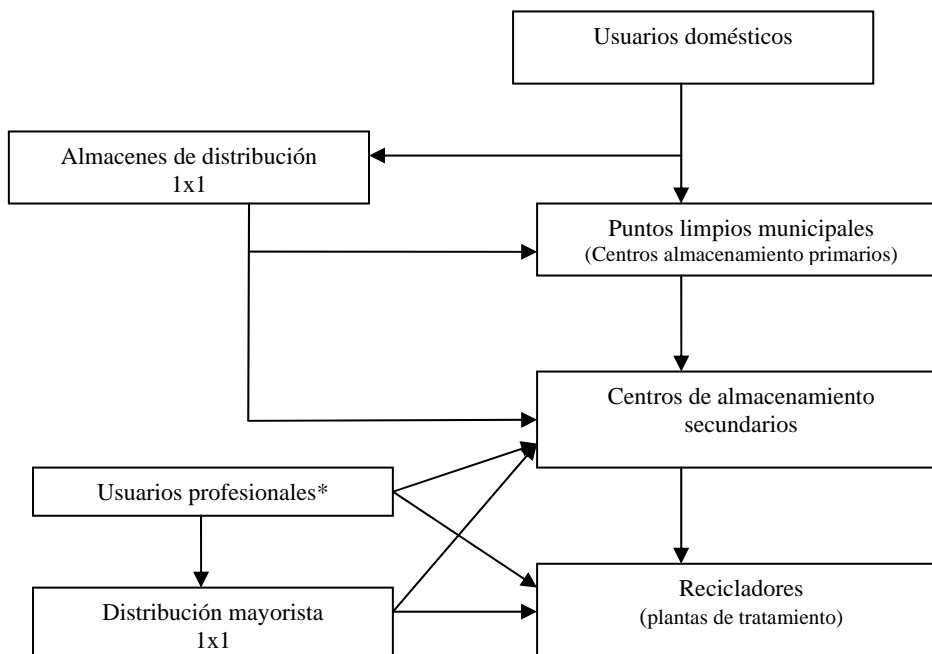 Usuarios domésticos
Almacenes de distribución
1x1
Puntos limpios municipales
(Centros almacenamiento primarios)
Centros de almacenamiento
secundarios
Usuarios profesionales*
Distribución mayorista
1x1
Recicladores
(plantas de tratamiento)